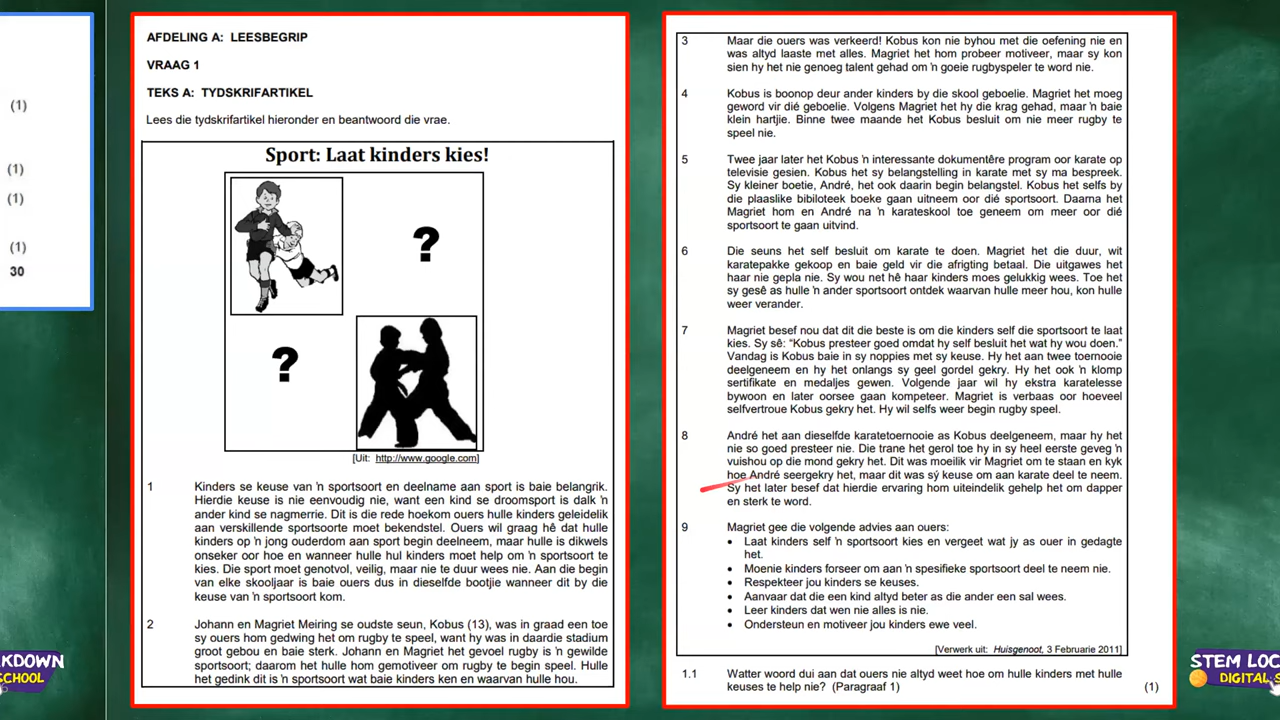 (1)
(1)
(1)
(1)
30
AFDELING A: LEESBEGRIP
VRAAG 1
TEKS A: TYDSKRIFARTIKEL
Lees die tydskrifartikel hieronder en beantwoord die vrae.
Sport: Laat kinders kies!
?
?
[Uit: http://www.google.com]
1 Kinders se keuse van 'n sportsoort en deelname aan sport is baie belangrik.
Hierdie keuse is nie eenvoudig nie, want een kind se droomsport is dalk 'n
ander kind se nagmerrie. Dit is die rede hoekom ouers hulle kinders geleidelik
aan verskillende sportsoorte moet bekendstel. Ouers wil graag hê dat hulle
kinders op 'n jong ouderdom aan sport begin deelneem, maar hulle is dikwels
onseker oor hoe en wanneer hulle hul kinders moet help om 'n sportsoort te
kies. Die sport moet genotvol, veilig, maar nie te duur wees nie. Aan die begin
van elke skooljaar is baie ouers dus in dieselfde bootjie wanneer dit by die
keuse van 'n sportsoort kom.
2 Johann en Magriet Meiring se oudste seun, Kobus (13), was in graad een toe
sy ouers hom gedwing het om rugby te speel, want hy was in daardie stadium
groot gebou en baie sterk. Johann en Magriet het gevoel rugby is 'n gewilde
sportsoort; daarom het hulle hom gemotiveer om rugby te begin speel. Hulle
het gedink dit is 'n sportsoort wat baie kinders ken en waarvan hulle hou.
3 Maar die ouers was verkeerd! Kobus kon nie byhou met die oefening nie en
was altyd laaste met alles. Magriet het hom probeer motiveer, maar sy kon
sien hy het nie genoeg talent gehad om 'n goeie rugbyspeler te word nie.
4 Kobus is boonop deur ander kinders by die skool geboelie. Magriet het moeg
geword vir dié geboelie. Volgens Magriet het hy die krag gehad, maar 'n baie
klein hartjie. Binne twee maande het Kobus besluit om nie meer rugby te
speel nie.
5 Twee jaar later het Kobus 'n interessante dokumentêre program oor karate op
televisie gesien. Kobus het sy belangstelling in karate met sy ma bespreek.
Sy kleiner boetie, André, het ook daarin begin belangstel. Kobus het selfs by
die plaaslike bibiloteek boeke gaan uitneem oor dié sportsoort. Daarna het
Magriet hom en André na 'n karateskool toe geneem om meer oor dié
sportsoort te gaan uitvind.
6 Die seuns het self besluit om karate te doen. Magriet het die duur, wit
karatepakke gekoop en baie geld vir die afrigting betaal. Die uitgawes het
haar nie gepla nie. Sy wou net hê haar kinders moes gelukkig wees. Toe het
sy gesê as hulle 'n ander sportsoort ontdek waarvan hulle meer hou, kon hulle
weer verander.
7 Magriet besef nou dat dit die beste is om die kinders self die sportsoort te laat
kies. Sy sê: “Kobus presteer goed omdat hy self besluit het wat hy wou doen.”
Vandag is Kobus baie in sy noppies met sy keuse. Hy het aan twee toernooie
deelgeneem en hy het onlangs sy geel gordel gekry. Hy het ook 'n klomp
sertifikate en medaljes gewen. Volgende jaar wil hy ekstra karatelesse
bywoon en later oorsee gaan kompeteer. Magriet is verbaas oor hoeveel
selfvertroue Kobus gekry het. Hy wil selfs weer begin rugby speel.
8 André het aan dieselfde karatetoernooie as Kobus deelgeneem, maar hy het
nie so goed presteer nie. Die trane het gerol toe hy in sy heel eerste geveg 'n
vuishou op die mond gekry het. Dit was moeilik vir Magriet om te staan en kyk
hoe André seergekry het, maar dit was sý keuse om aan karate deel te neem.
Sy het later besef dat hierdie ervaring hom uiteindelik gehelp het om dapper
en sterk te word.
9 Magriet gee die volgende advies aan ouers:
• Laat kinders self 'n sportsoort kies en vergeet wat jy as ouer in gedagte
het.
• Moenie kinders forseer om aan 'n spesifieke sportsoort deel te neem nie.
• Respekteer jou kinders se keuses.
• Aanvaar dat die een kind altyd beter as die ander een sal wees.
• Leer kinders dat wen nie alles is nie.
• Ondersteun en motiveer jou kinders ewe veel.
[Verwerk uit: Huisgenoot, 3 Februarie 2011]
1.1 Watter woord dui aan dat ouers nie altyd weet hoe om hulle kinders met hulle
keuses te help nie? (Paragraaf 1) (1)
KDOWN
SCHOOL
STEM LOC
DIGITAL S